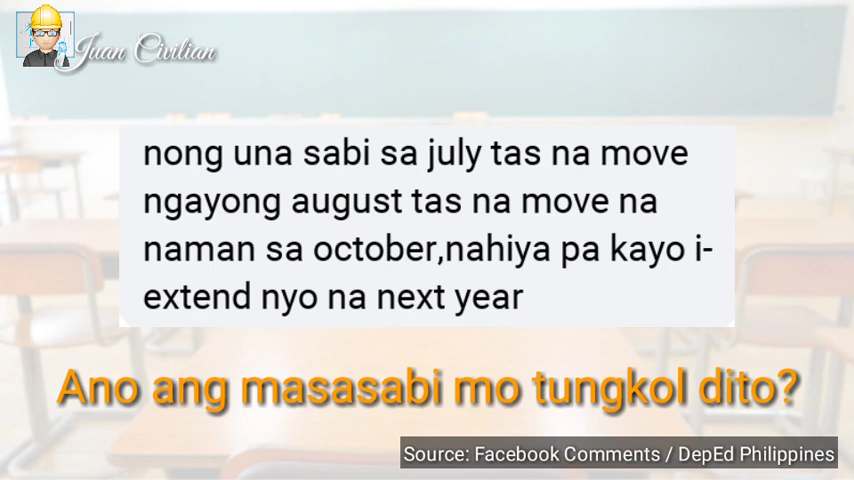 Juan Civilian
nong una sabi sa july tas na move
ngayong august tas na move na
naman sa october,nahiya pa kayo i-
extend nyo na next year
Ano ang masasabi mo tungkol dito?
Source: Facebook Comments / DepEd Philippines